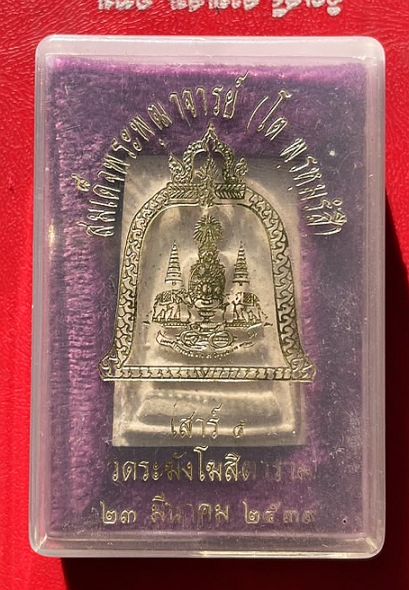 สมเด็จพระพุฒาจารย์ (โต พรหมรังสี)
เสาร์ ๕
วัดระฆังโฆสิตาราม
๒๓ มีนาคม ๒๕๓๙